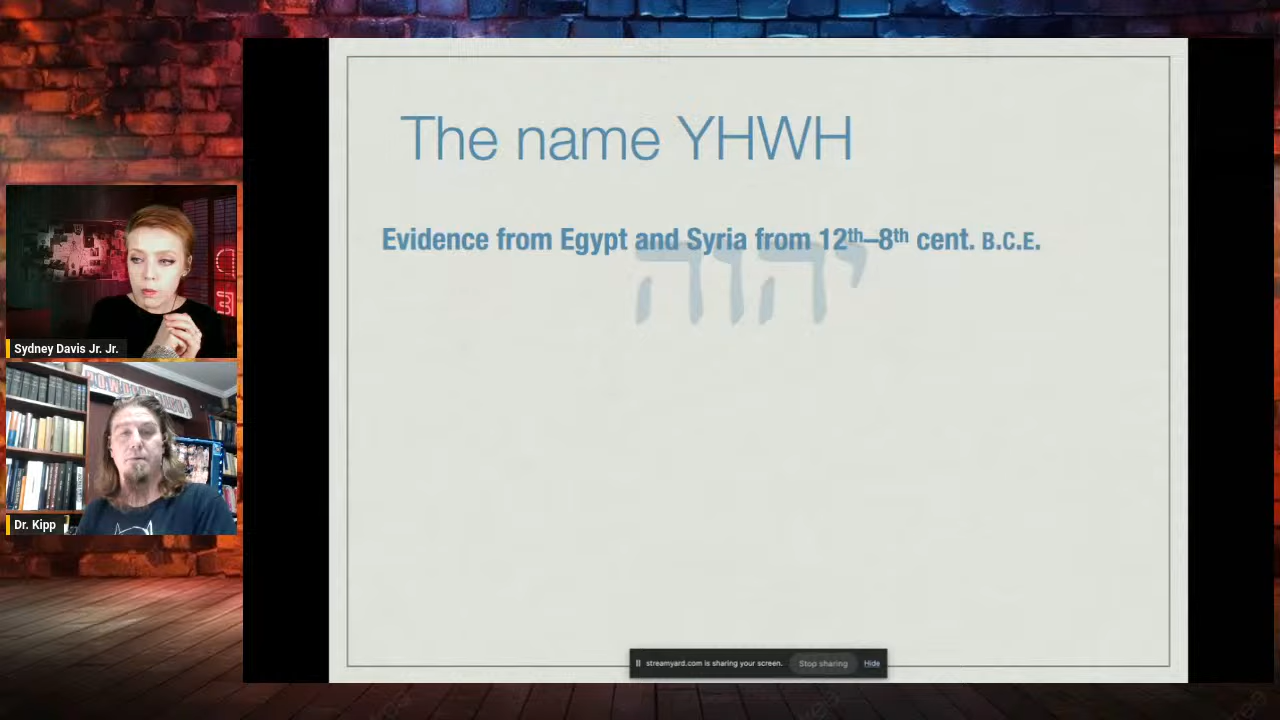 The name YHWH
Evidence from Egypt and Syria from 12th–8th cent. B.C.E.
יהוה
Sydney Davis Jr. Jr.
Dr. Kipp
streamyard.com is sharing your screen.
Stop sharing
Hide